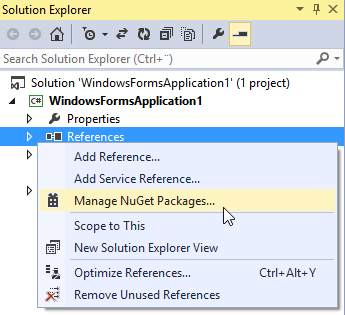 Solution Explorer
Search Solution Explorer (Ctrl+¨)
Solution 'WindowsFormsApplication1' (1 project)
C# WindowsFormsApplication1
Properties
References
Add Reference...
Add Service Reference...
Manage NuGet Packages...
Scope to This
New Solution Explorer View
Optimize References... Ctrl+Alt+Y
Remove Unused References